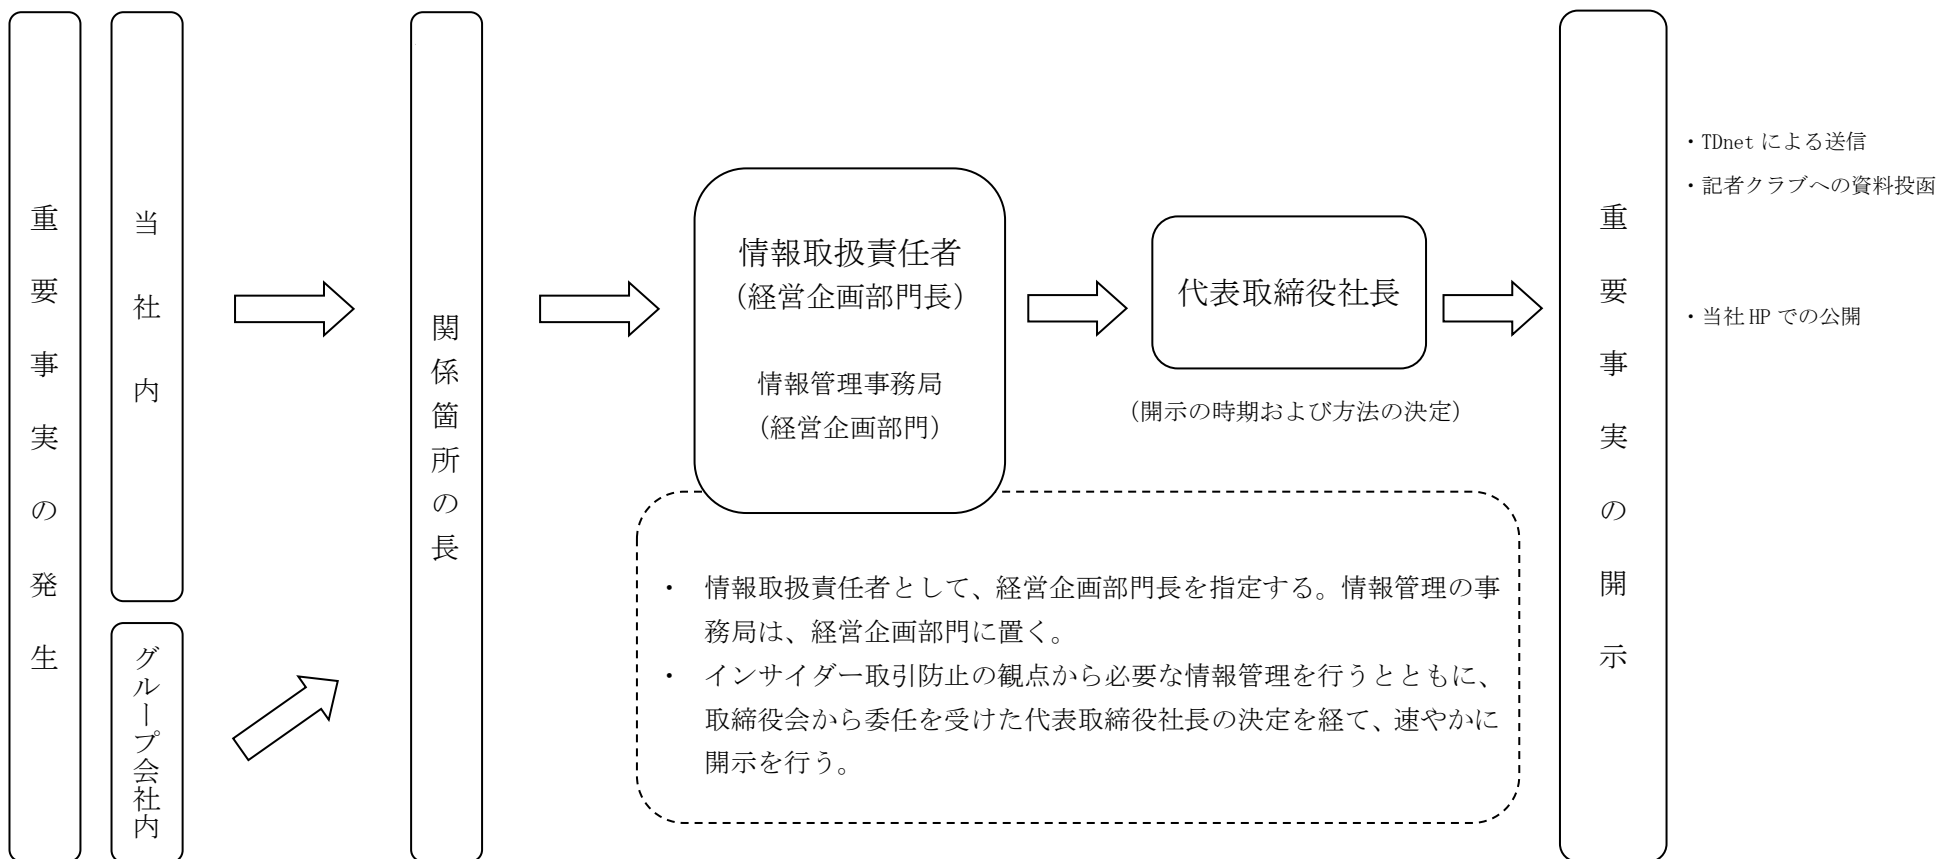 重要事実の発生
当社内
グループ会社内
関係箇所の長
情報取扱責任者
（経営企画部門長）
情報管理事務局
（経営企画部門）
代表取締役社長
（開示の時期および方法の決定）
・ 情報取扱責任者として、経営企画部門長を指定する。情報管理の事
務局は、経営企画部門に置く。
・ インサイダー取引防止の観点から必要な情報管理を行うとともに、
取締役会から委任を受けた代表取締役社長の決定を経て、速やかに
開示を行う。
重要事実の開示
・TDnet による送信
・記者クラブへの資料投函
・当社 HP での公開